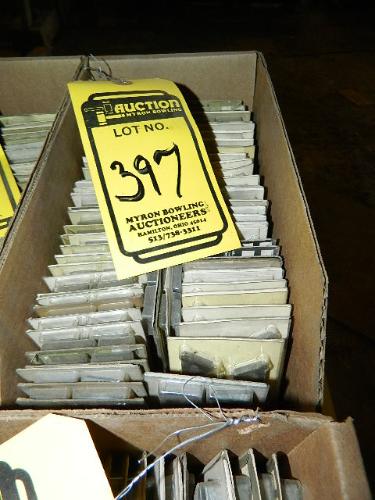 AUCTION
MYRON BOWLING
LOT NO.
397
MYRON BOWLING
AUCTIONEERS
HAMILTON, OHIO 45014
513/738-3311